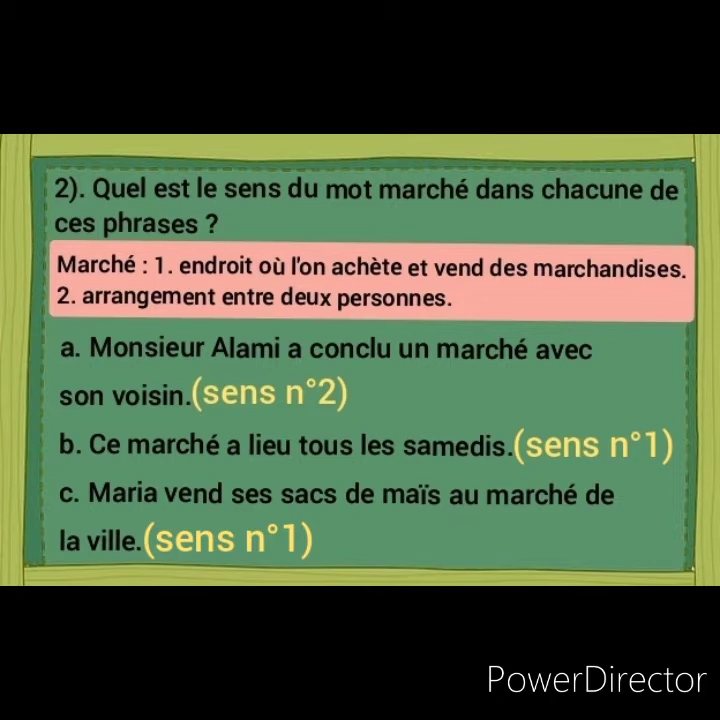 2). Quel est le sens du mot marché dans chacune de
ces phrases ?
Marché : 1. endroit où l'on achète et vend des marchandises.
2. arrangement entre deux personnes.
a. Monsieur Alami a conclu un marché avec
son voisin.(sens n°2)
b. Ce marché a lieu tous les samedis.(sens n°1)
c. Maria vend ses sacs de maïs au marché de
la ville.(sens n°1)
PowerDirector